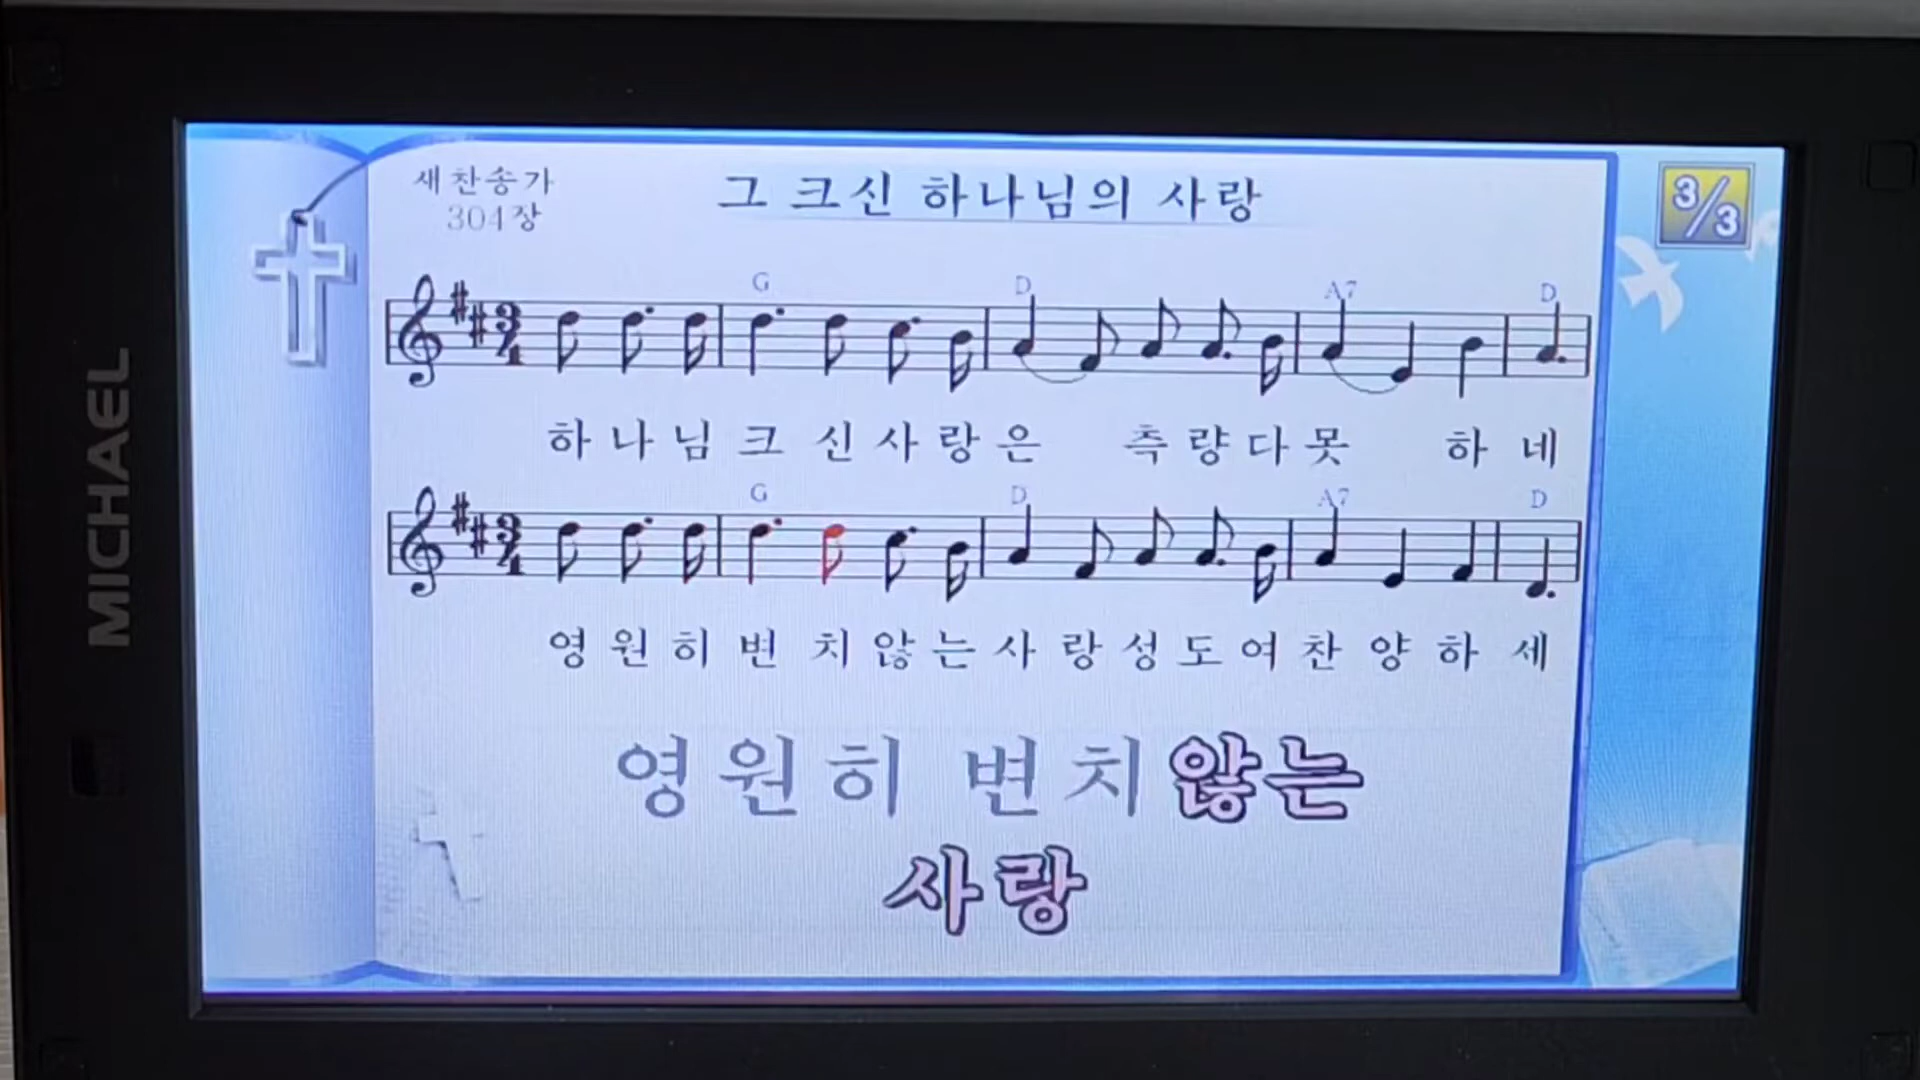 MICHAEL
새찬송가
304장
그 크신 하나님의 사랑
3/3
G D A7 D
하 나 님 크 신 사 랑 은 측 량 다 못 하 네
G D A7 D
영 원 히 변 치 않 는 사 랑 성 도 여 찬 양 하 세
영원히 변치않는
사랑